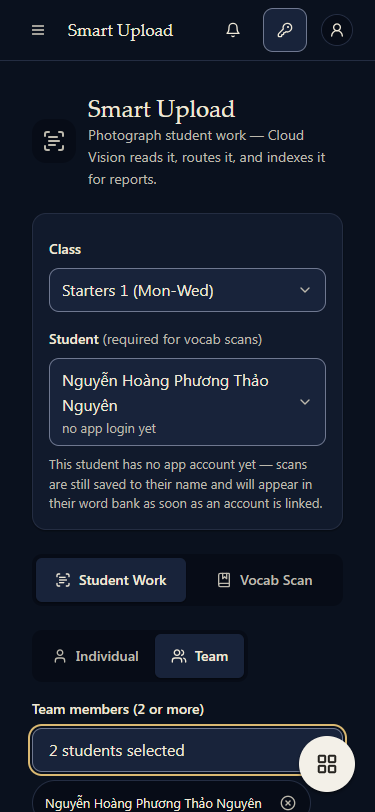 Smart Upload
Smart Upload
Photograph student work — Cloud
Vision reads it, routes it, and indexes it
for reports.
Class
Starters 1 (Mon-Wed)
Student (required for vocab scans)
Nguyễn Hoàng Phương Thảo
Nguyên
no app login yet
This student has no app account yet — scans
are still saved to their name and will appear in
their word bank as soon as an account is linked.
Student Work
Vocab Scan
Individual
Team
Team members (2 or more)
2 students selected
Nguyễn Hoàng Phương Thảo Nguyên